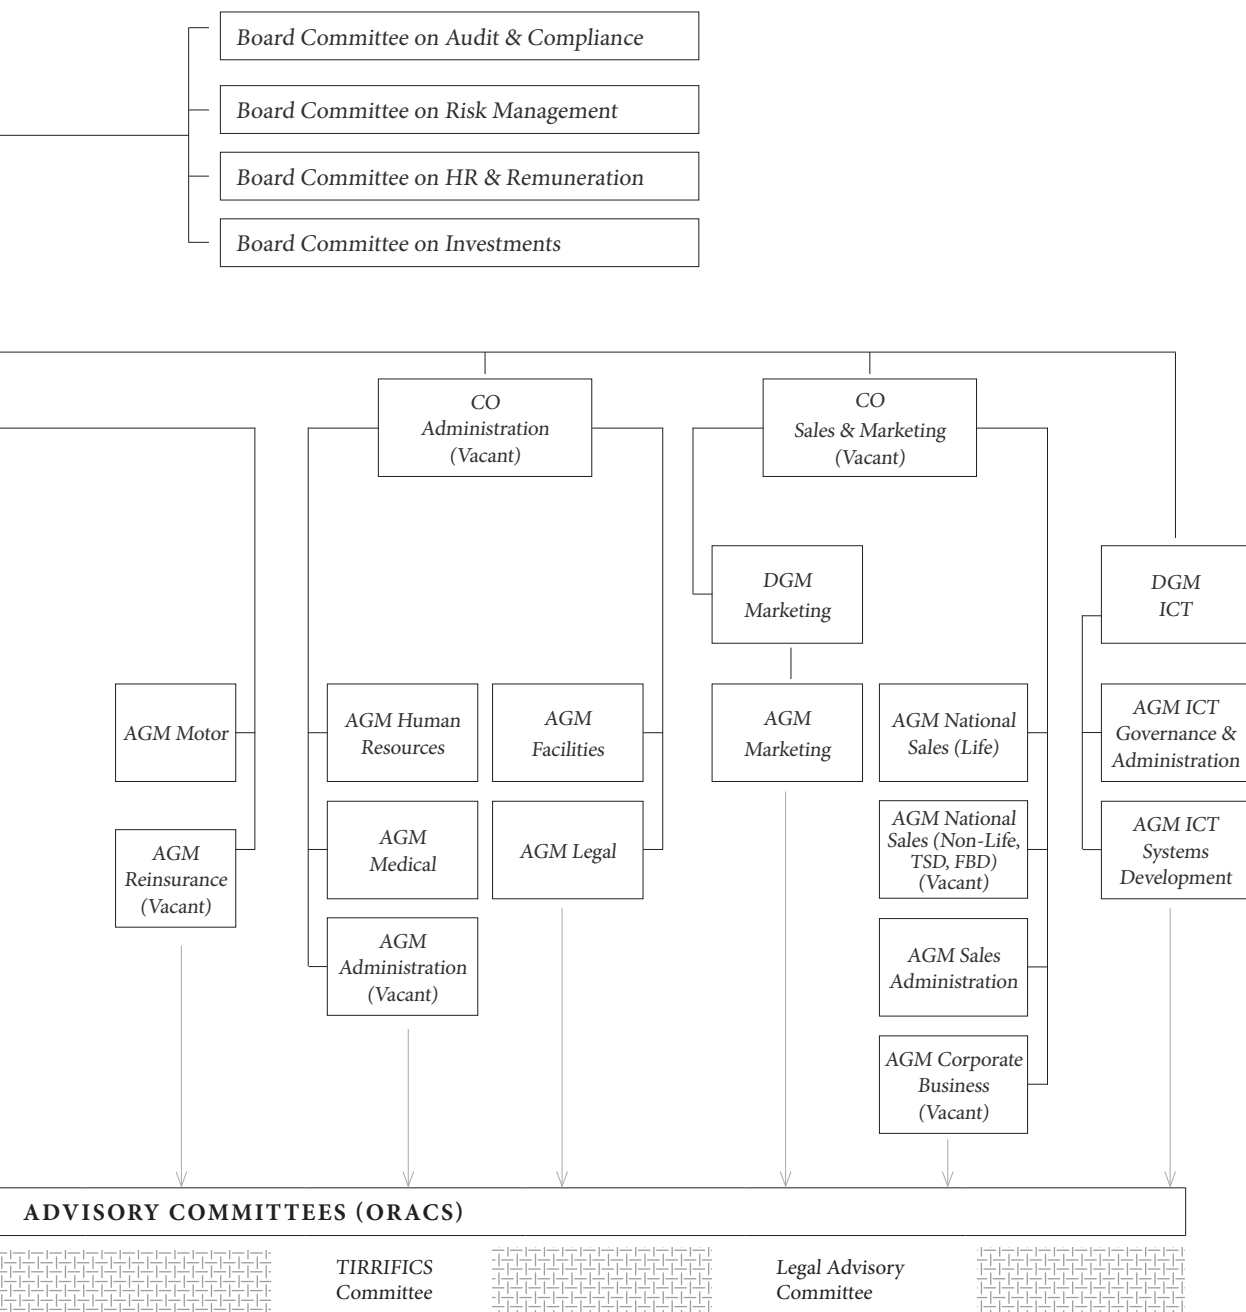 Board Committee on Audit & Compliance
Board Committee on Risk Management
Board Committee on HR & Remuneration
Board Committee on Investments
CO
Administration
(Vacant)
CO
Sales & Marketing
(Vacant)
DGM
Marketing
DGM
ICT
AGM Motor
AGM Human
Resources
AGM
Facilities
AGM
Marketing
AGM National
Sales (Life)
AGM ICT
Governance &
Administration
AGM
Reinsurance
(Vacant)
AGM
Medical
AGM Legal
AGM National
Sales (Non-Life,
TSD, FBD)
(Vacant)
AGM ICT
Systems
Development
AGM
Administration
(Vacant)
AGM Sales
Administration
AGM Corporate
Business
(Vacant)
ADVISORY COMMITTEES (ORACS)
TIRRIFICS
Committee
Legal Advisory
Committee